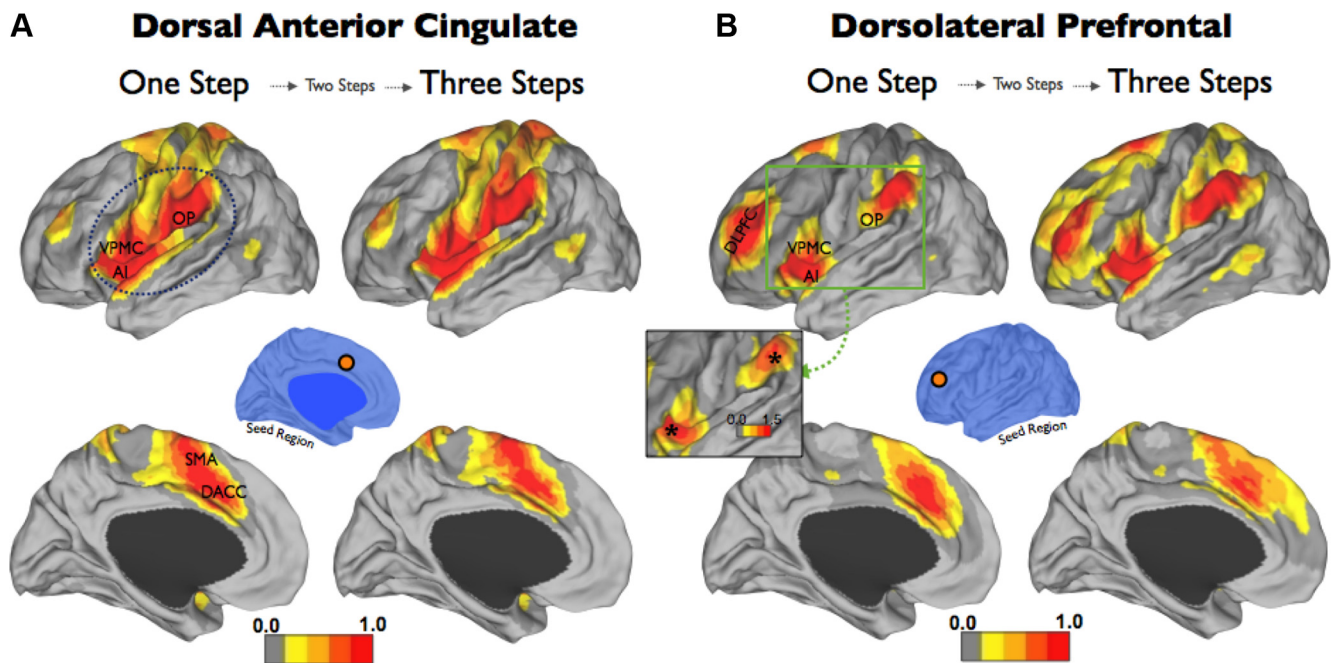 A
Dorsal Anterior Cingulate
One Step
Two Steps
Three Steps
OP
VPMC
AI
Seed Region
SMA
DACC
0.0 1.0
B
Dorsolateral Prefrontal
One Step
Two Steps
Three Steps
DLPFC
OP
VPMC
AI
*
0.0 1.5
*
Seed Region
0.0 1.0